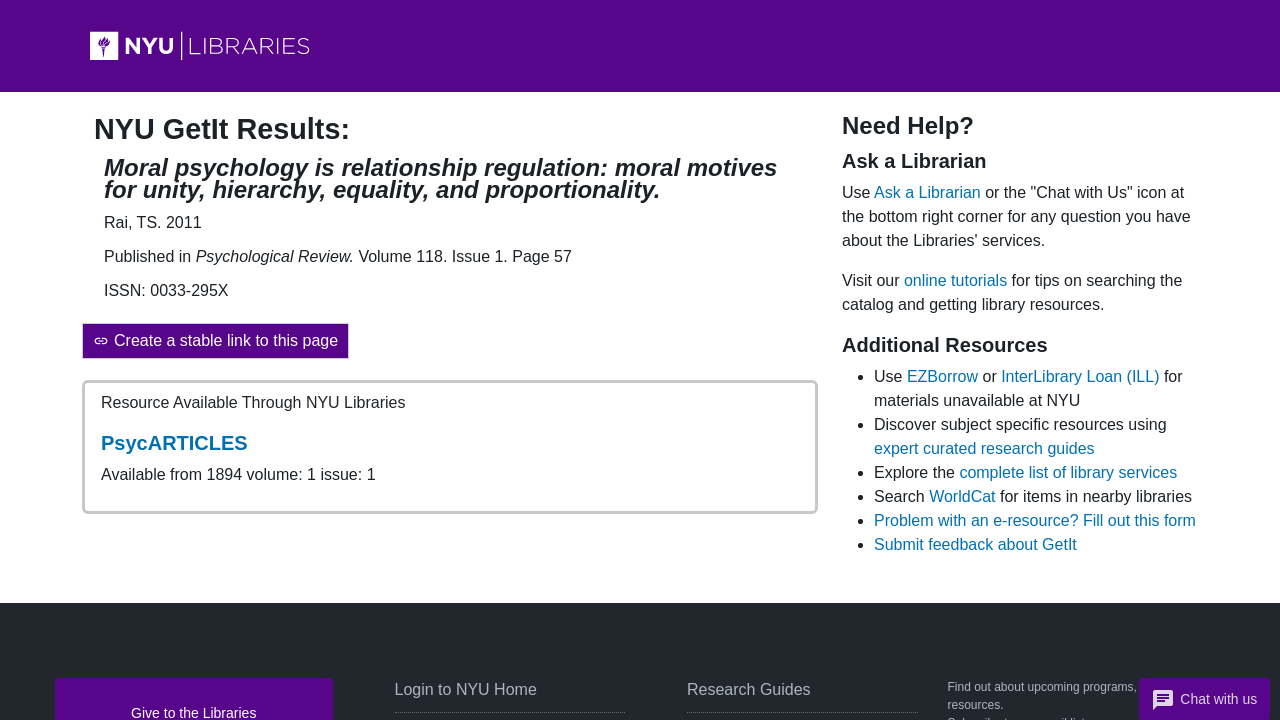 NYU LIBRARIES
NYU GetIt Results:
Moral psychology is relationship regulation: moral motives
for unity, hierarchy, equality, and proportionality.
Rai, TS. 2011
Published in Psychological Review. Volume 118. Issue 1. Page 57
ISSN: 0033-295X
Create a stable link to this page
Resource Available Through NYU Libraries
PsycARTICLES
Available from 1894 volume: 1 issue: 1
Need Help?
Ask a Librarian
Use Ask a Librarian or the "Chat with Us" icon at
the bottom right corner for any question you have
about the Libraries' services.
Visit our online tutorials for tips on searching the
catalog and getting library resources.
Additional Resources
Use EZBorrow or InterLibrary Loan (ILL) for
materials unavailable at NYU
Discover subject specific resources using
expert curated research guides
Explore the complete list of library services
Search WorldCat for items in nearby libraries
Problem with an e-resource? Fill out this form
Submit feedback about GetIt
Give to the Libraries
Login to NYU Home
Research Guides
Find out about upcoming programs,
resources.
Chat with us